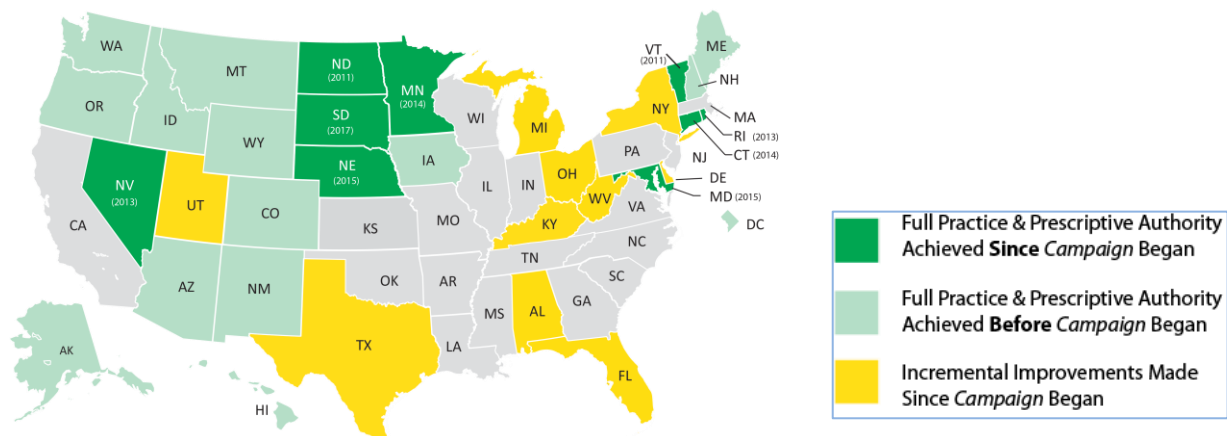 WA
OR
ID
MT
WY
ND
(2011)
SD
(2017)
NE
(2015)
MN
(2014)
IA
WI
MI
VT
(2011)
ME
NH
NY
MA
RI (2013)
CT (2014)
NJ
PA
DE
MD (2015)
DC
NV
(2013)
UT
CA
CO
KS
MO
IL
IN
OH
WV
VA
KY
NC
TN
SC
AZ
NM
OK
AR
MS
AL
GA
LA
TX
FL
AK
HI
Full Practice & Prescriptive Authority
Achieved Since Campaign Began
Full Practice & Prescriptive Authority
Achieved Before Campaign Began
Incremental Improvements Made
Since Campaign Began